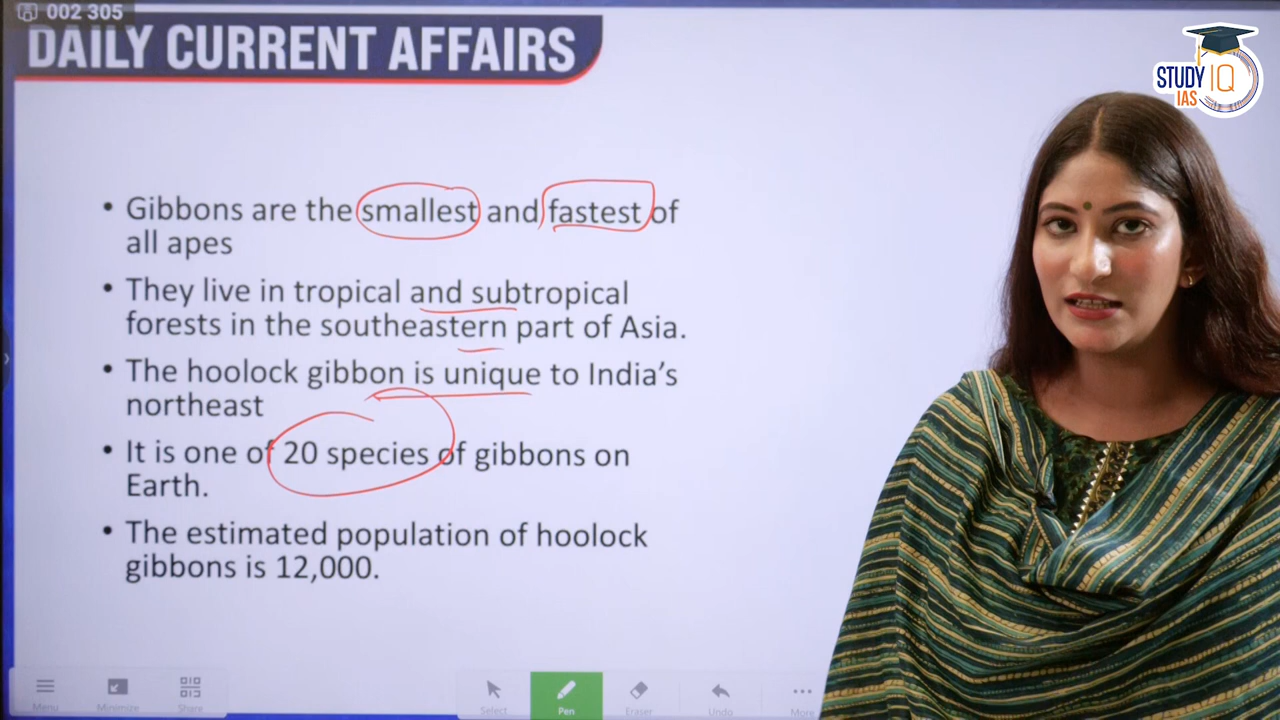 002 305
DAILY CURRENT AFFAIRS
STUDY IQ
IAS
• Gibbons are the smallest and fastest of
all apes
• They live in tropical and subtropical
forests in the southeastern part of Asia.
• The hoolock gibbon is unique to India's
northeast
• It is one of 20 species of gibbons on
Earth.
• The estimated population of hoolock
gibbons is 12,000.
Menu Minimize Share Select Pen Eraser Undo More